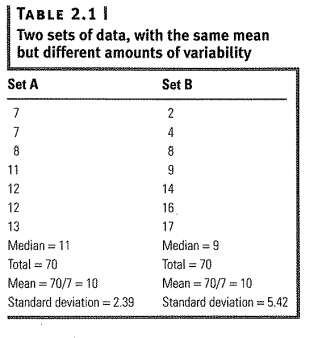 TABLE 2.1
Two sets of data, with the same mean
but different amounts of variability
Set A Set B
7 2
7 4
8 8
11 9
12 14
12 16
13 17
Median = 11 Median = 9
Total = 70 Total = 70
Mean = 70/7 = 10 Mean = 70/7 = 10
Standard deviation = 2.39 Standard deviation = 5.42